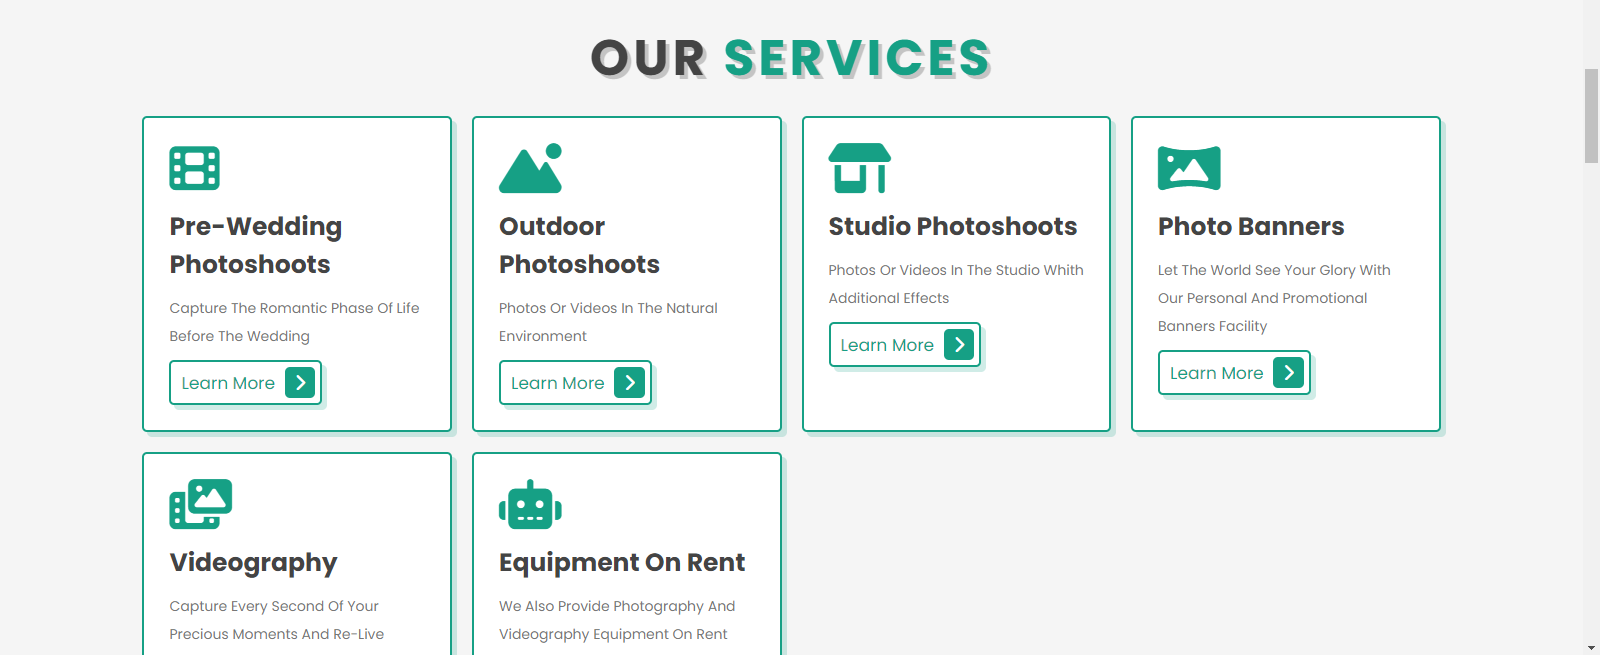 OUR SERVICES
Pre-Wedding
Photoshoots
Capture The Romantic Phase Of Life
Before The Wedding
Learn More
Outdoor
Photoshoots
Photos Or Videos In The Natural
Environment
Learn More
Studio Photoshoots
Photos Or Videos In The Studio Whith
Additional Effects
Learn More
Photo Banners
Let The World See Your Glory With
Our Personal And Promotional
Banners Facility
Learn More
Videography
Capture Every Second Of Your
Precious Moments And Re-Live
Equipment On Rent
We Also Provide Photography And
Videography Equipment On Rent